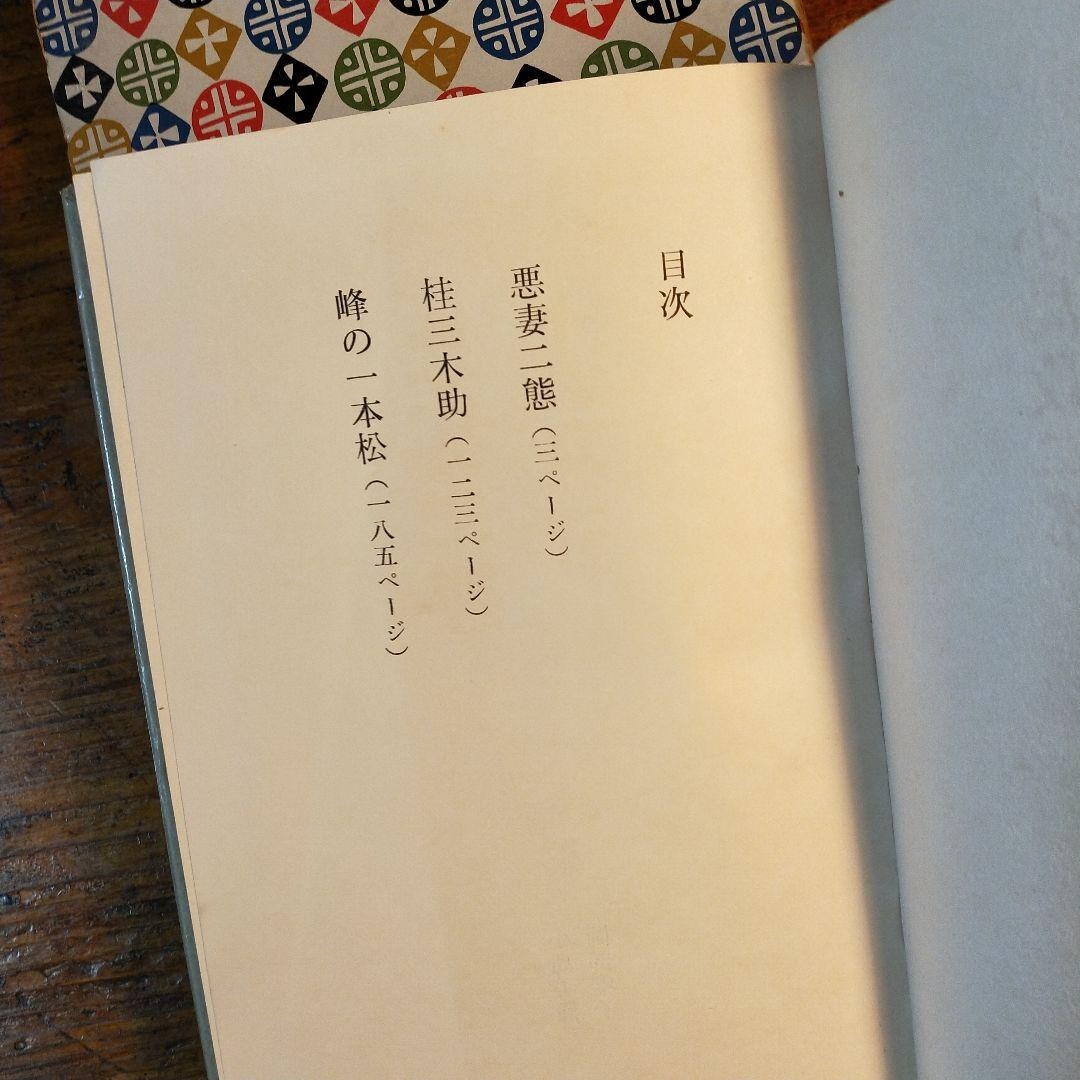 目次
悪妻二態（三ページ）
桂三木助（一二三ページ）
峰の一本松（一八五ページ）